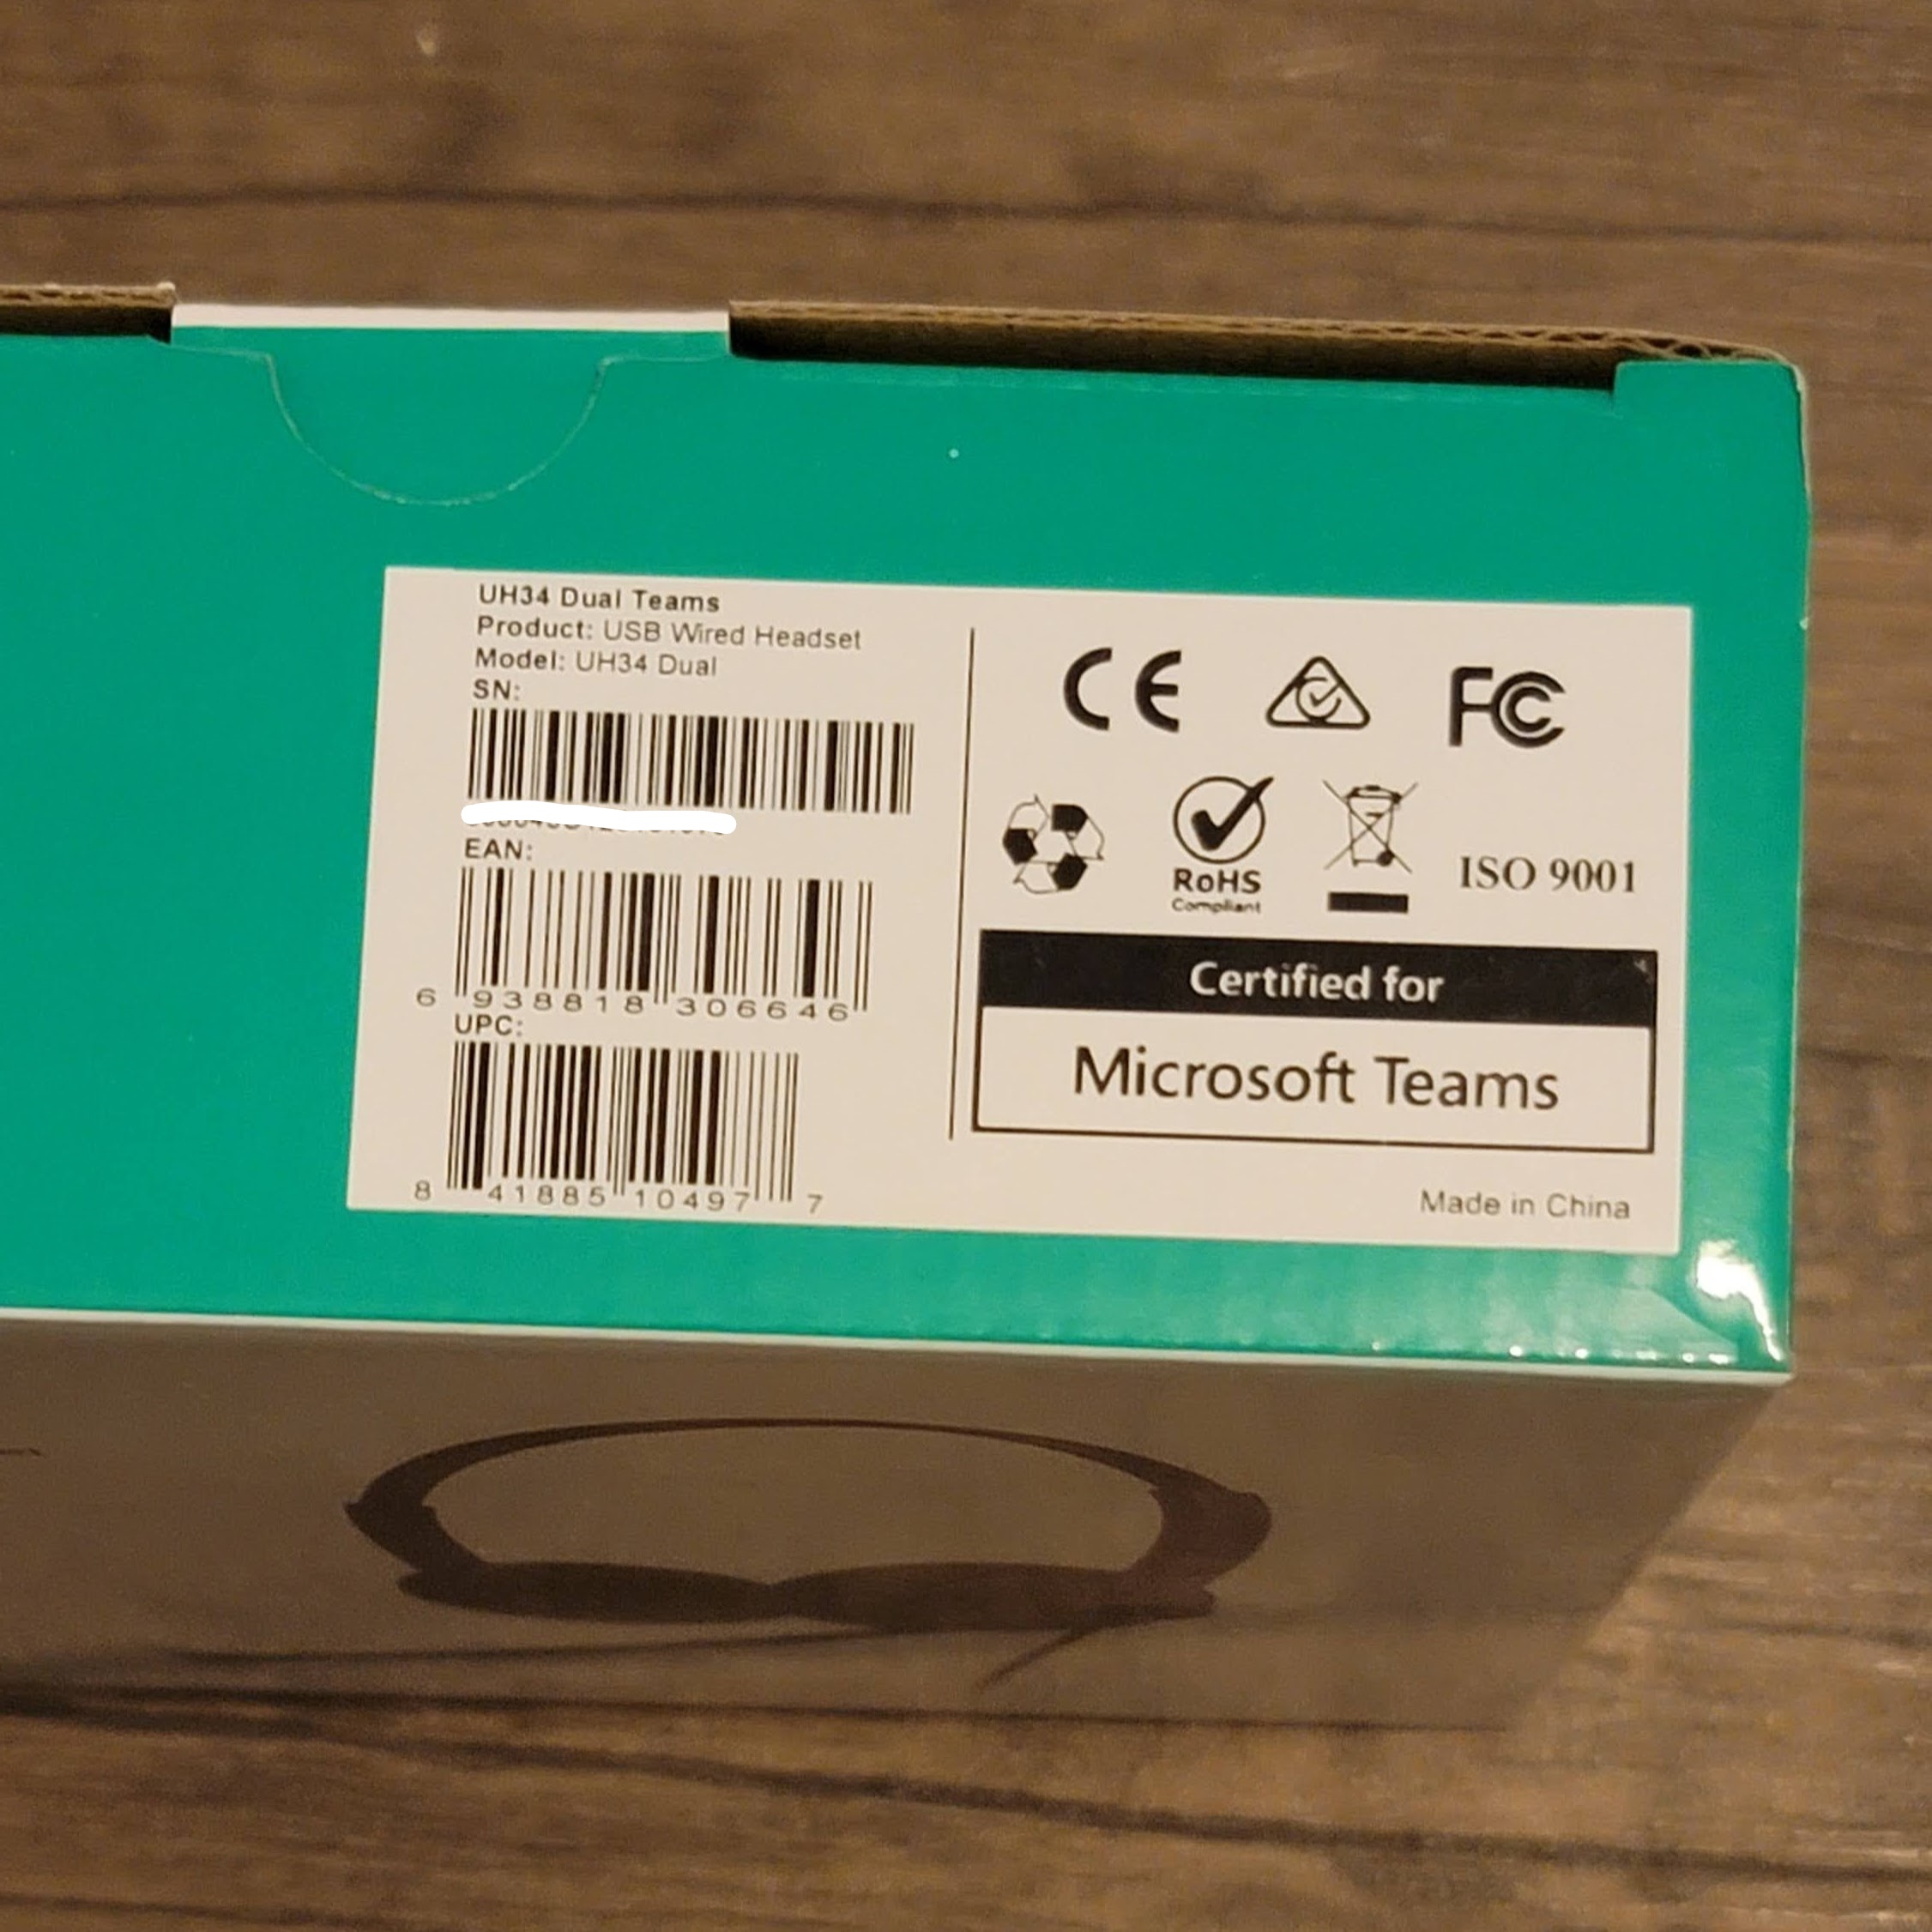 UH34 Dual Teams
Product: USB Wired Headset
Model: UH34 Dual
SN:
EAN:
6 938818 306646
UPC:
8 41885 10497 7
CE
FC
RoHS
Compliant
ISO 9001
Certified for
Microsoft Teams
Made in China